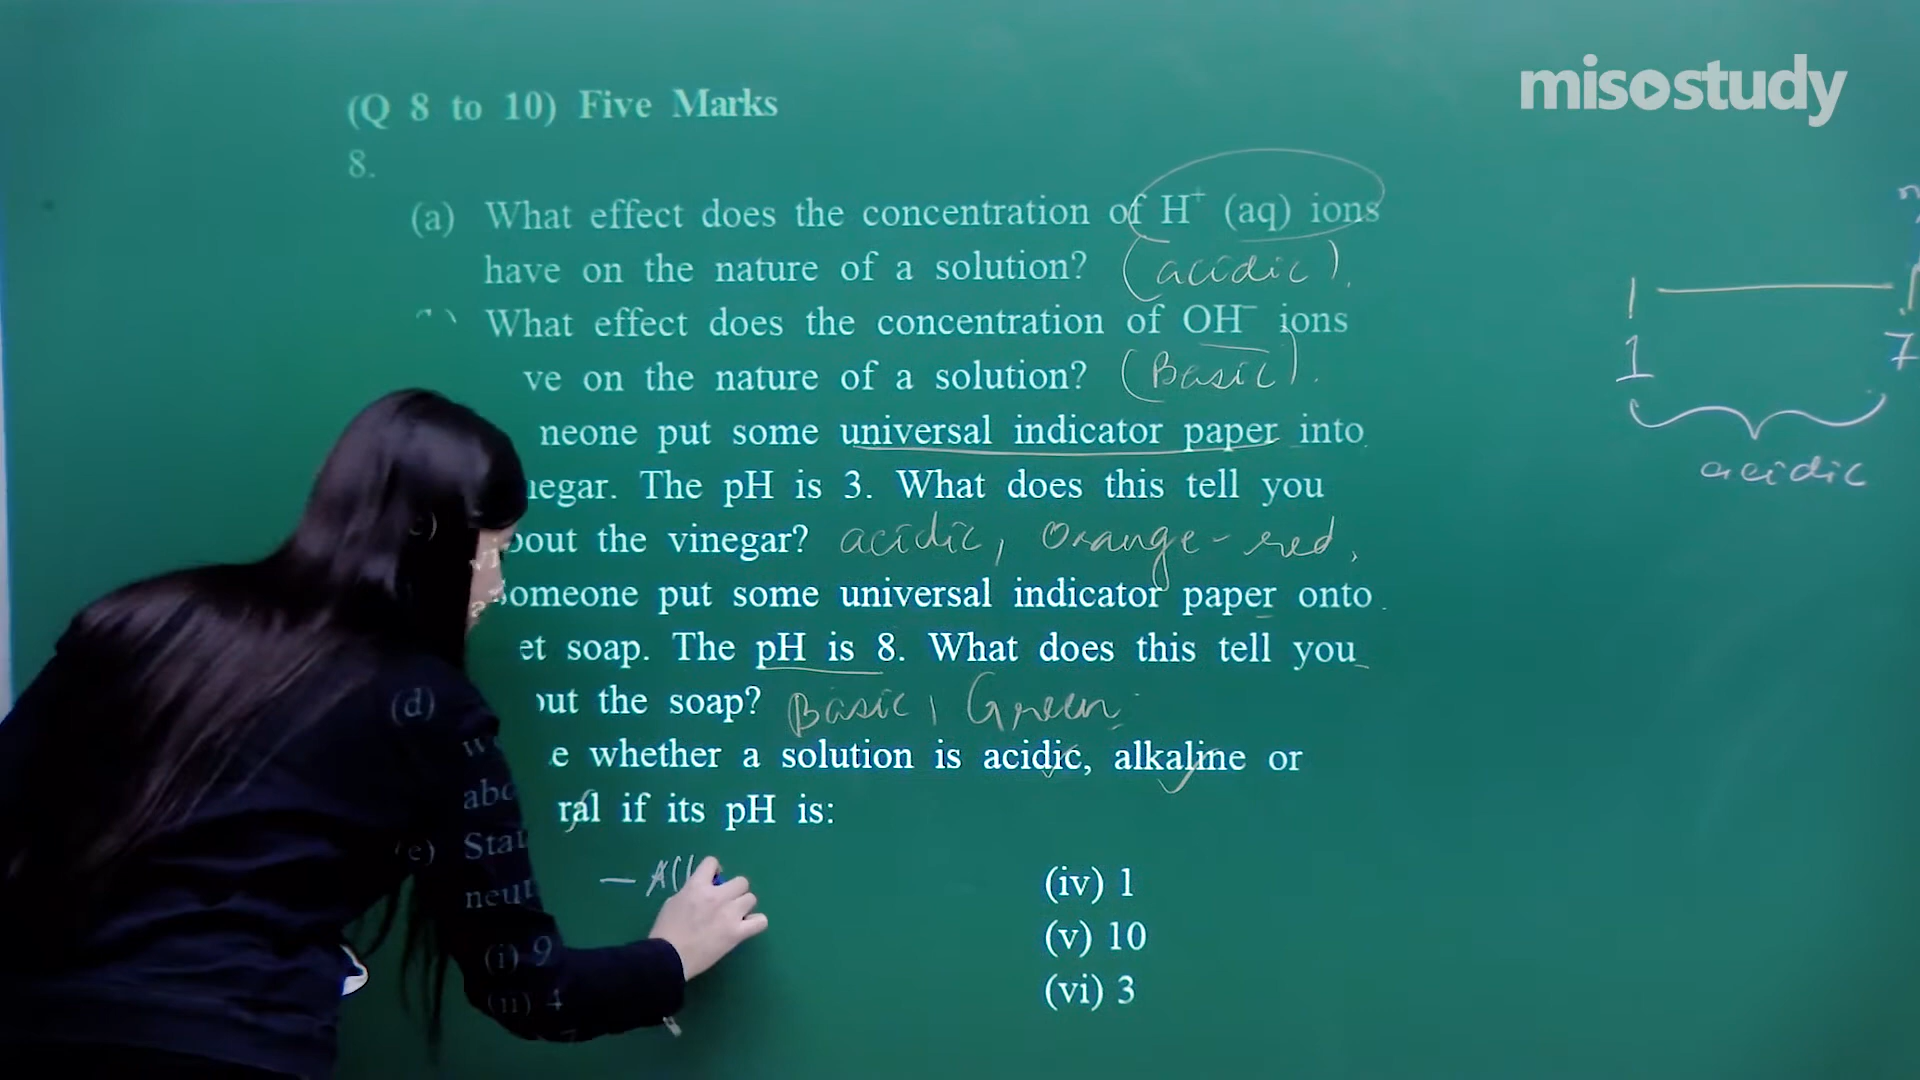 misostudy
(Q 8 to 10) Five Marks
8.
(a) What effect does the concentration of H⁺ (aq) ions
have on the nature of a solution? (acidic).
What effect does the concentration of OH⁻ ions
ve on the nature of a solution? (Basic).
neone put some universal indicator paper into
negar. The pH is 3. What does this tell you
c) bout the vinegar? acidic, Orange-red,
Someone put some universal indicator paper onto
et soap. The pH is 8. What does this tell you
(d) out the soap? Basic, Green
e whether a solution is acidic, alkaline or
ral if its pH is:
abo
(e) Stat
neut
(i) 9
(ii) 4
7
(iv) 1
(v) 10
(vi) 3
1
7
acidic